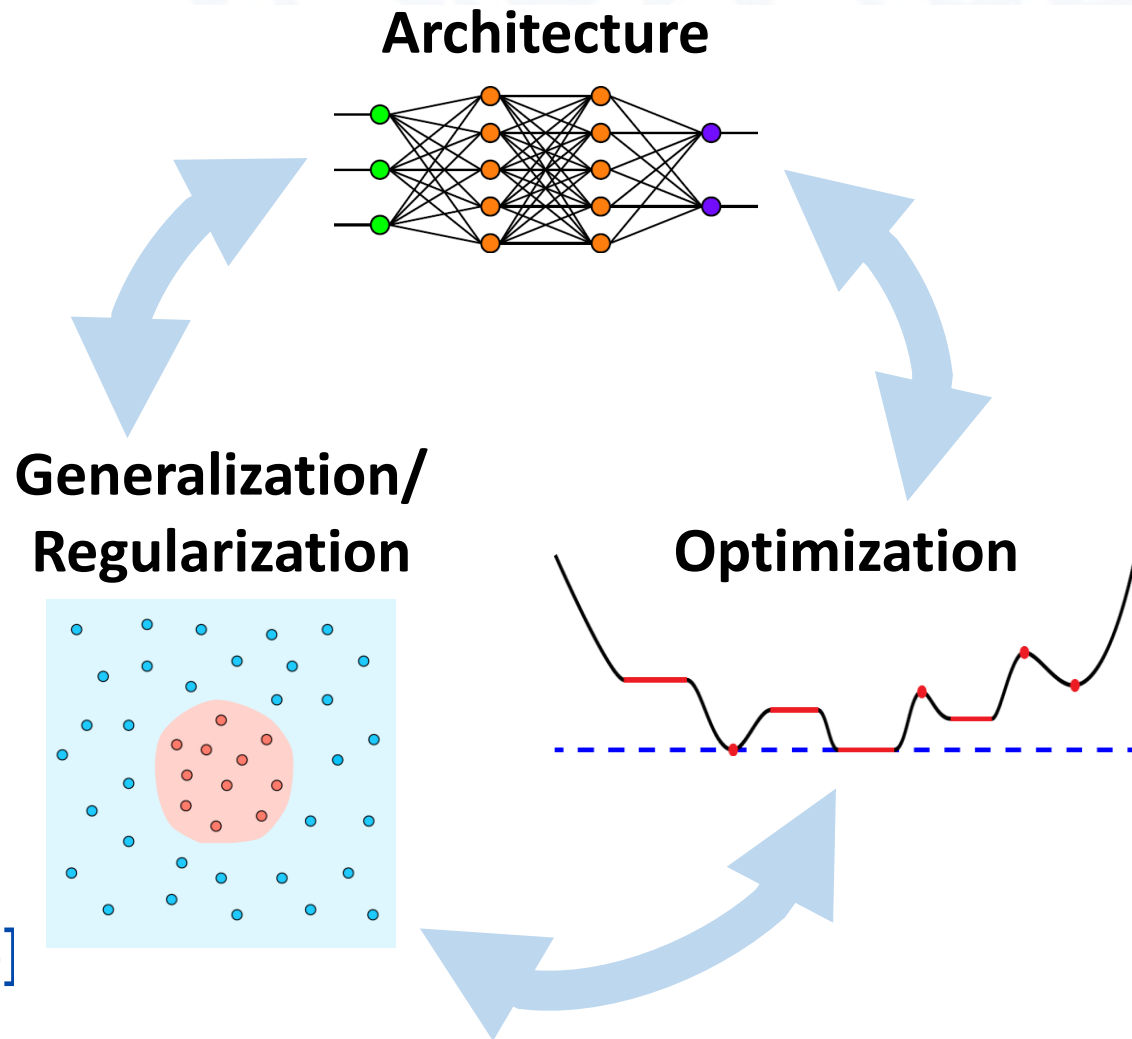 Architecture
Generalization/
Regularization
Optimization
]